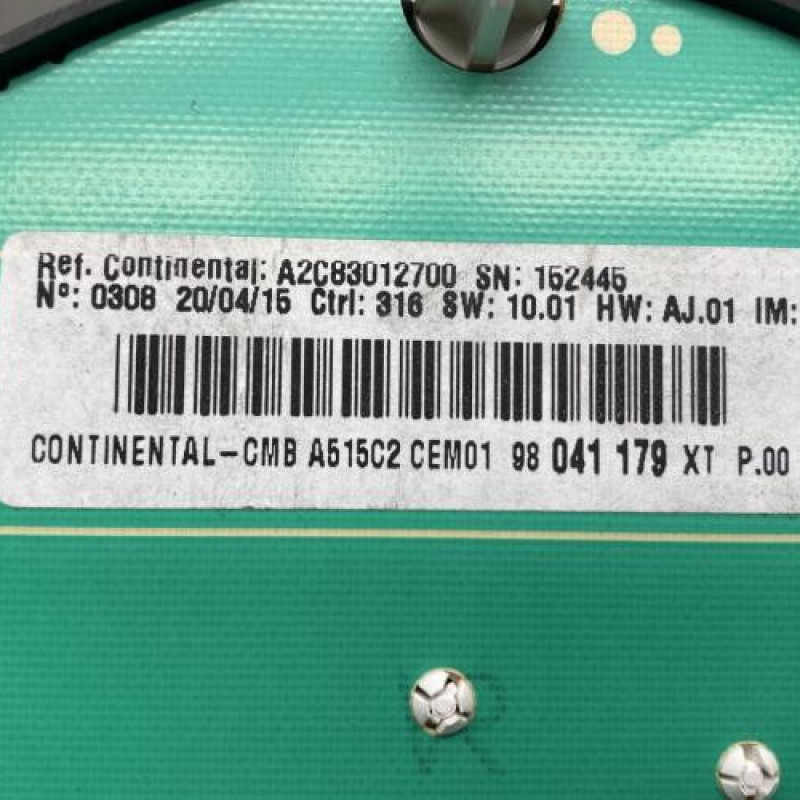 Ref. Continental: A2C83012700 SN: 152445
Nº: 0308 20/04/15 Ctrl: 316 SW: 10.01 HW: AJ.01 IM:
CONTINENTAL-CMB A515C2 CEM01 98 041 179 XT P.00
R